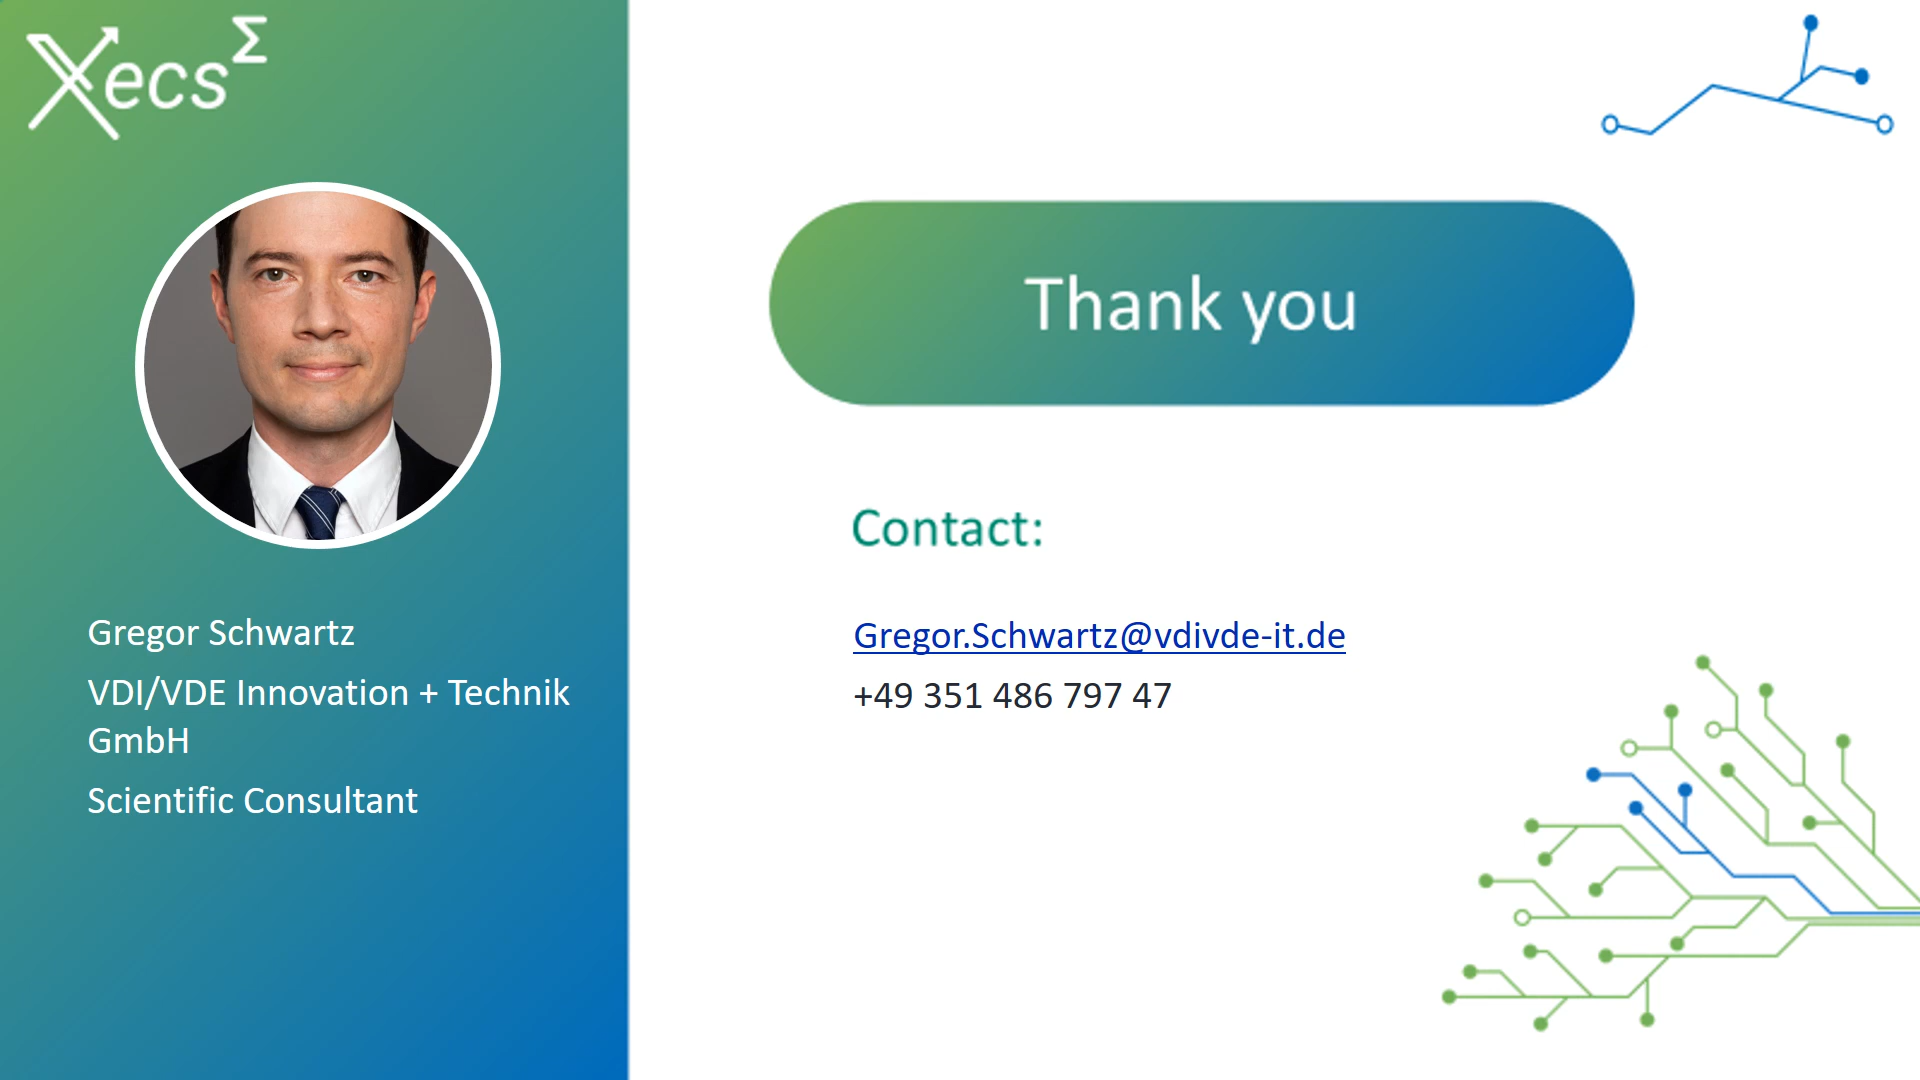 Xecs Σ
Gregor Schwartz
VDI/VDE Innovation + Technik
GmbH
Scientific Consultant
Thank you
Contact:
Gregor.Schwartz@vdivde-it.de
+49 351 486 797 47